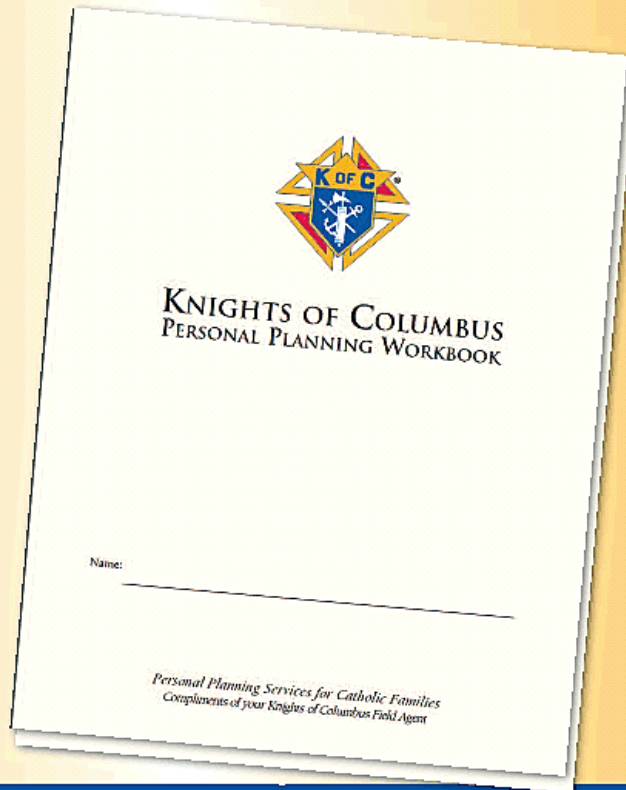 K OF C
®
KNIGHTS OF COLUMBUS
PERSONAL PLANNING WORKBOOK
Name:
Personal Planning Services for Catholic Families
Compliments of your Knights of Columbus Field Agent